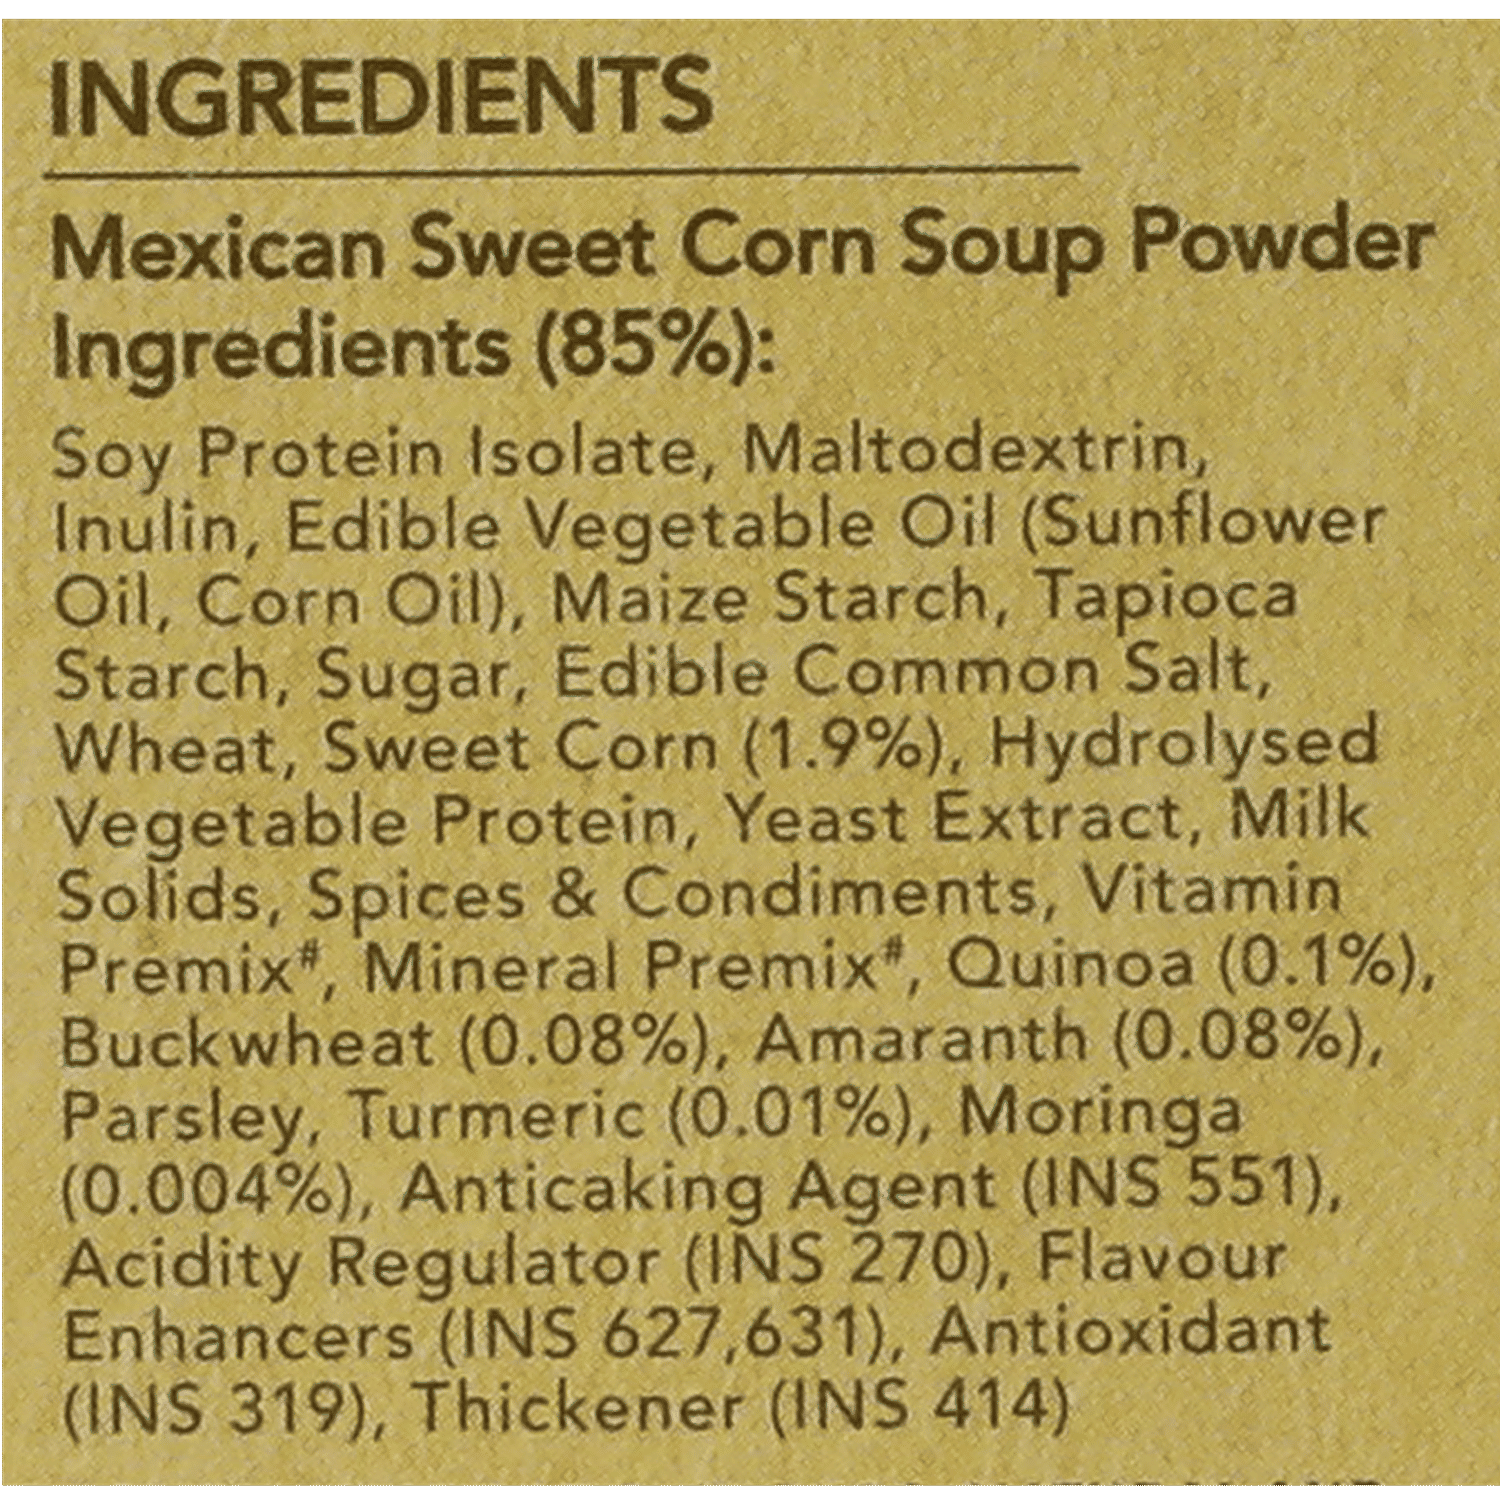 INGREDIENTS
Mexican Sweet Corn Soup Powder
Ingredients (85%):
Soy Protein Isolate, Maltodextrin,
Inulin, Edible Vegetable Oil (Sunflower
Oil, Corn Oil), Maize Starch, Tapioca
Starch, Sugar, Edible Common Salt,
Wheat, Sweet Corn (1.9%), Hydrolysed
Vegetable Protein, Yeast Extract, Milk
Solids, Spices & Condiments, Vitamin
Premix#, Mineral Premix#, Quinoa (0.1%),
Buckwheat (0.08%), Amaranth (0.08%),
Parsley, Turmeric (0.01%), Moringa
(0.004%), Anticaking Agent (INS 551),
Acidity Regulator (INS 270), Flavour
Enhancers (INS 627,631), Antioxidant
(INS 319), Thickener (INS 414)